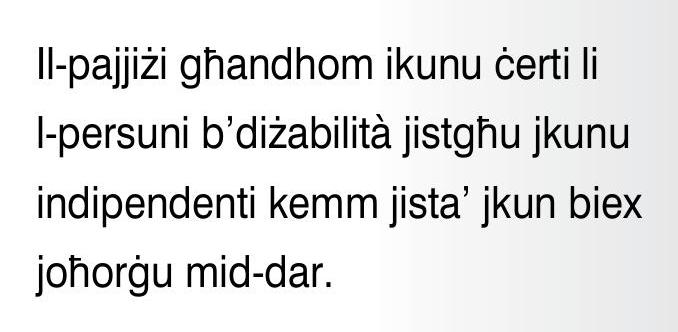 Il-pajjiżi għandhom ikunu ċerti li
l-persuni b’diżabilità jistgħu jkunu
indipendenti kemm jista’ jkun biex
joħorġu mid-dar.